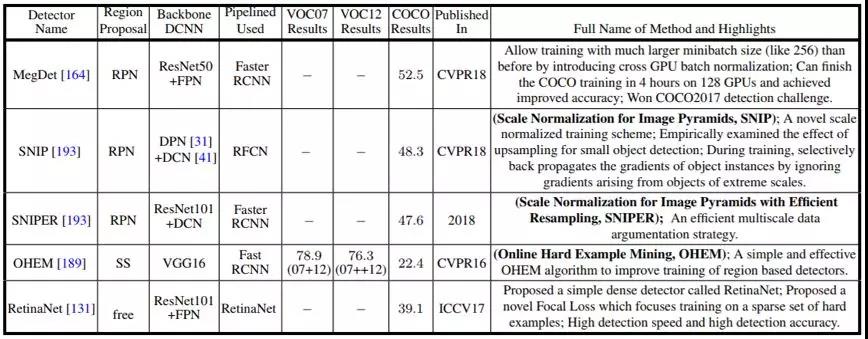 Detector Name Region Proposal Backbone DCNN Pipelined Used VOC07 Results VOC12 Results COCO Results Published In Full Name of Method and Highlights
MegDet [164] RPN ResNet50 +FPN Faster RCNN − − 52.5 CVPR18
Allow training with much larger minibatch size (like 256) than
before by introducing cross GPU batch normalization; Can finish
the COCO training in 4 hours on 128 GPUs and achieved
improved accuracy; Won COCO2017 detection challenge.
SNIP [193] RPN DPN [31] +DCN [41] RFCN − − 48.3 CVPR18
(Scale Normalization for Image Pyramids, SNIP); A novel scale
normalized training scheme; Empirically examined the effect of
upsampling for small object detection; During training, selectively
back propagates the gradients of object instances by ignoring
gradients arising from objects of extreme scales.
SNIPER [193] RPN ResNet101 +DCN Faster RCNN − − 47.6 2018
(Scale Normalization for Image Pyramids with Efficient
Resampling, SNIPER); An efficient multiscale data
argumentation strategy.
OHEM [189] SS VGG16 Fast RCNN 78.9 (07+12) 76.3 (07++12) 22.4 CVPR16
(Online Hard Example Mining, OHEM); A simple and effective
OHEM algorithm to improve training of region based detectors.
RetinaNet [131] free ResNet101 +FPN RetinaNet − − 39.1 ICCV17
Proposed a simple dense detector called RetinaNet; Proposed a
novel Focal Loss which focuses training on a sparse set of hard
examples; High detection speed and high detection accuracy.